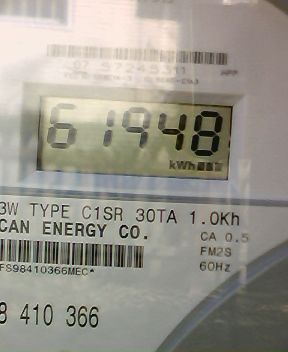 61948
kWh
3W TYPE C1SR 30TA 1.0Kh
CAN ENERGY CO.
CA 0.5
FM2S
60Hz
FS98410366MEC*
8 410 366